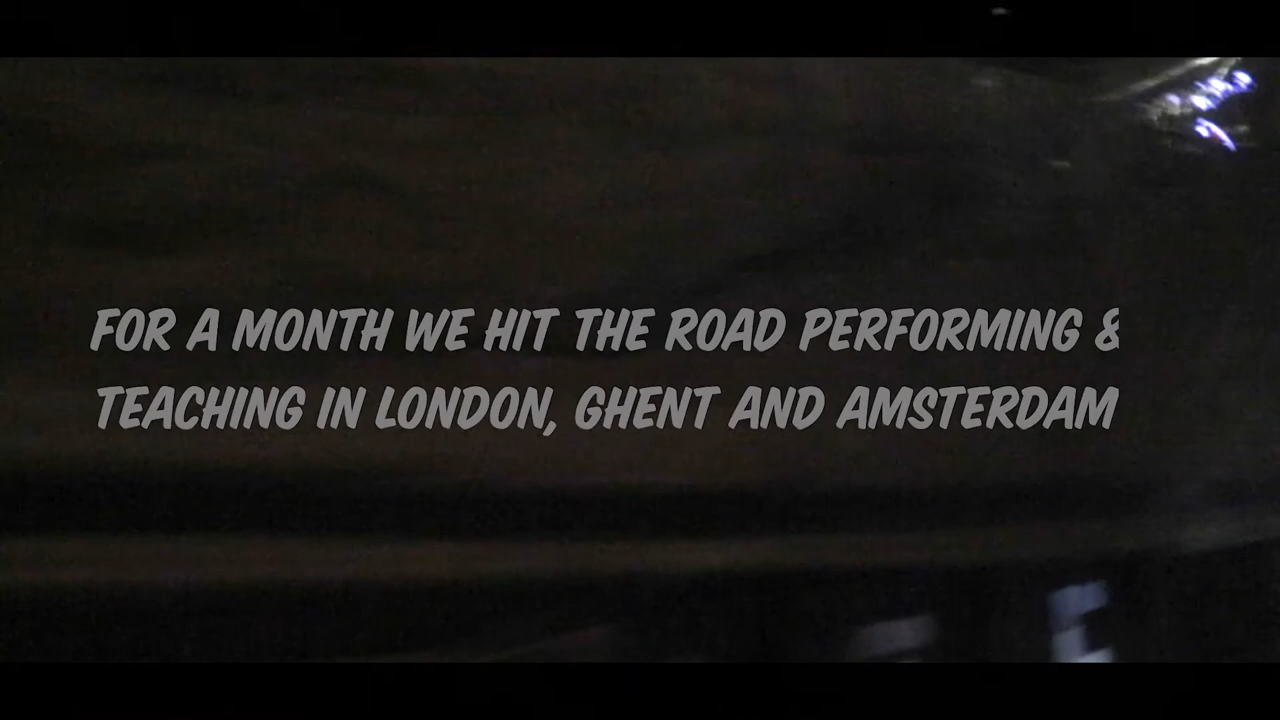 FOR A MONTH WE HIT THE ROAD PERFORMING &
TEACHING IN LONDON, GHENT AND AMSTERDAM